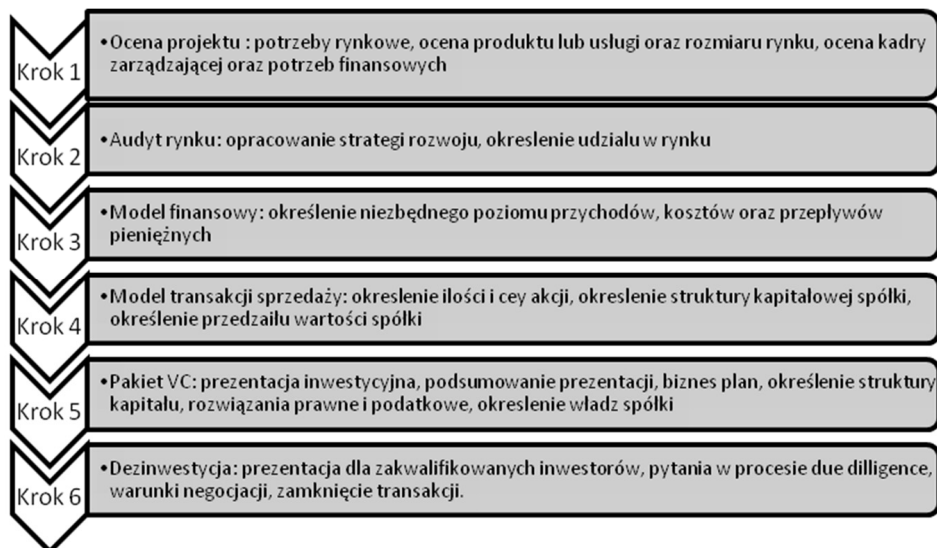 Krok 1
•Ocena projektu : potrzeby rynkowe, ocena produktu lub usługi oraz rozmiaru rynku, ocena kadry
zarządzającej oraz potrzeb finansowych
Krok 2
•Audyt rynku: opracowanie strategi rozwoju, okreslenie udzialu w rynku
Krok 3
•Model finansowy: określenie niezbędnego poziomu przychodów, kosztów oraz przepływów
pieniężnych
Krok 4
•Model transakcji sprzedaży: okreslenie ilości i cey akcji, okreslenie struktury kapitałowej spółki,
określenie przedzaiłu wartości spółki
Krok 5
•Pakiet VC: prezentacja inwestycyjna, podsumowanie prezentacji, biznes plan, określenie struktury
kapitału, rozwiązania prawne i podatkowe, okreslenie władz spółki
Krok 6
•Dezinwestycja: prezentacja dla zakwalifikowanych inwestorów, pytania w procesie due dilligence,
warunki negocjacji, zamknięcie transakcji.